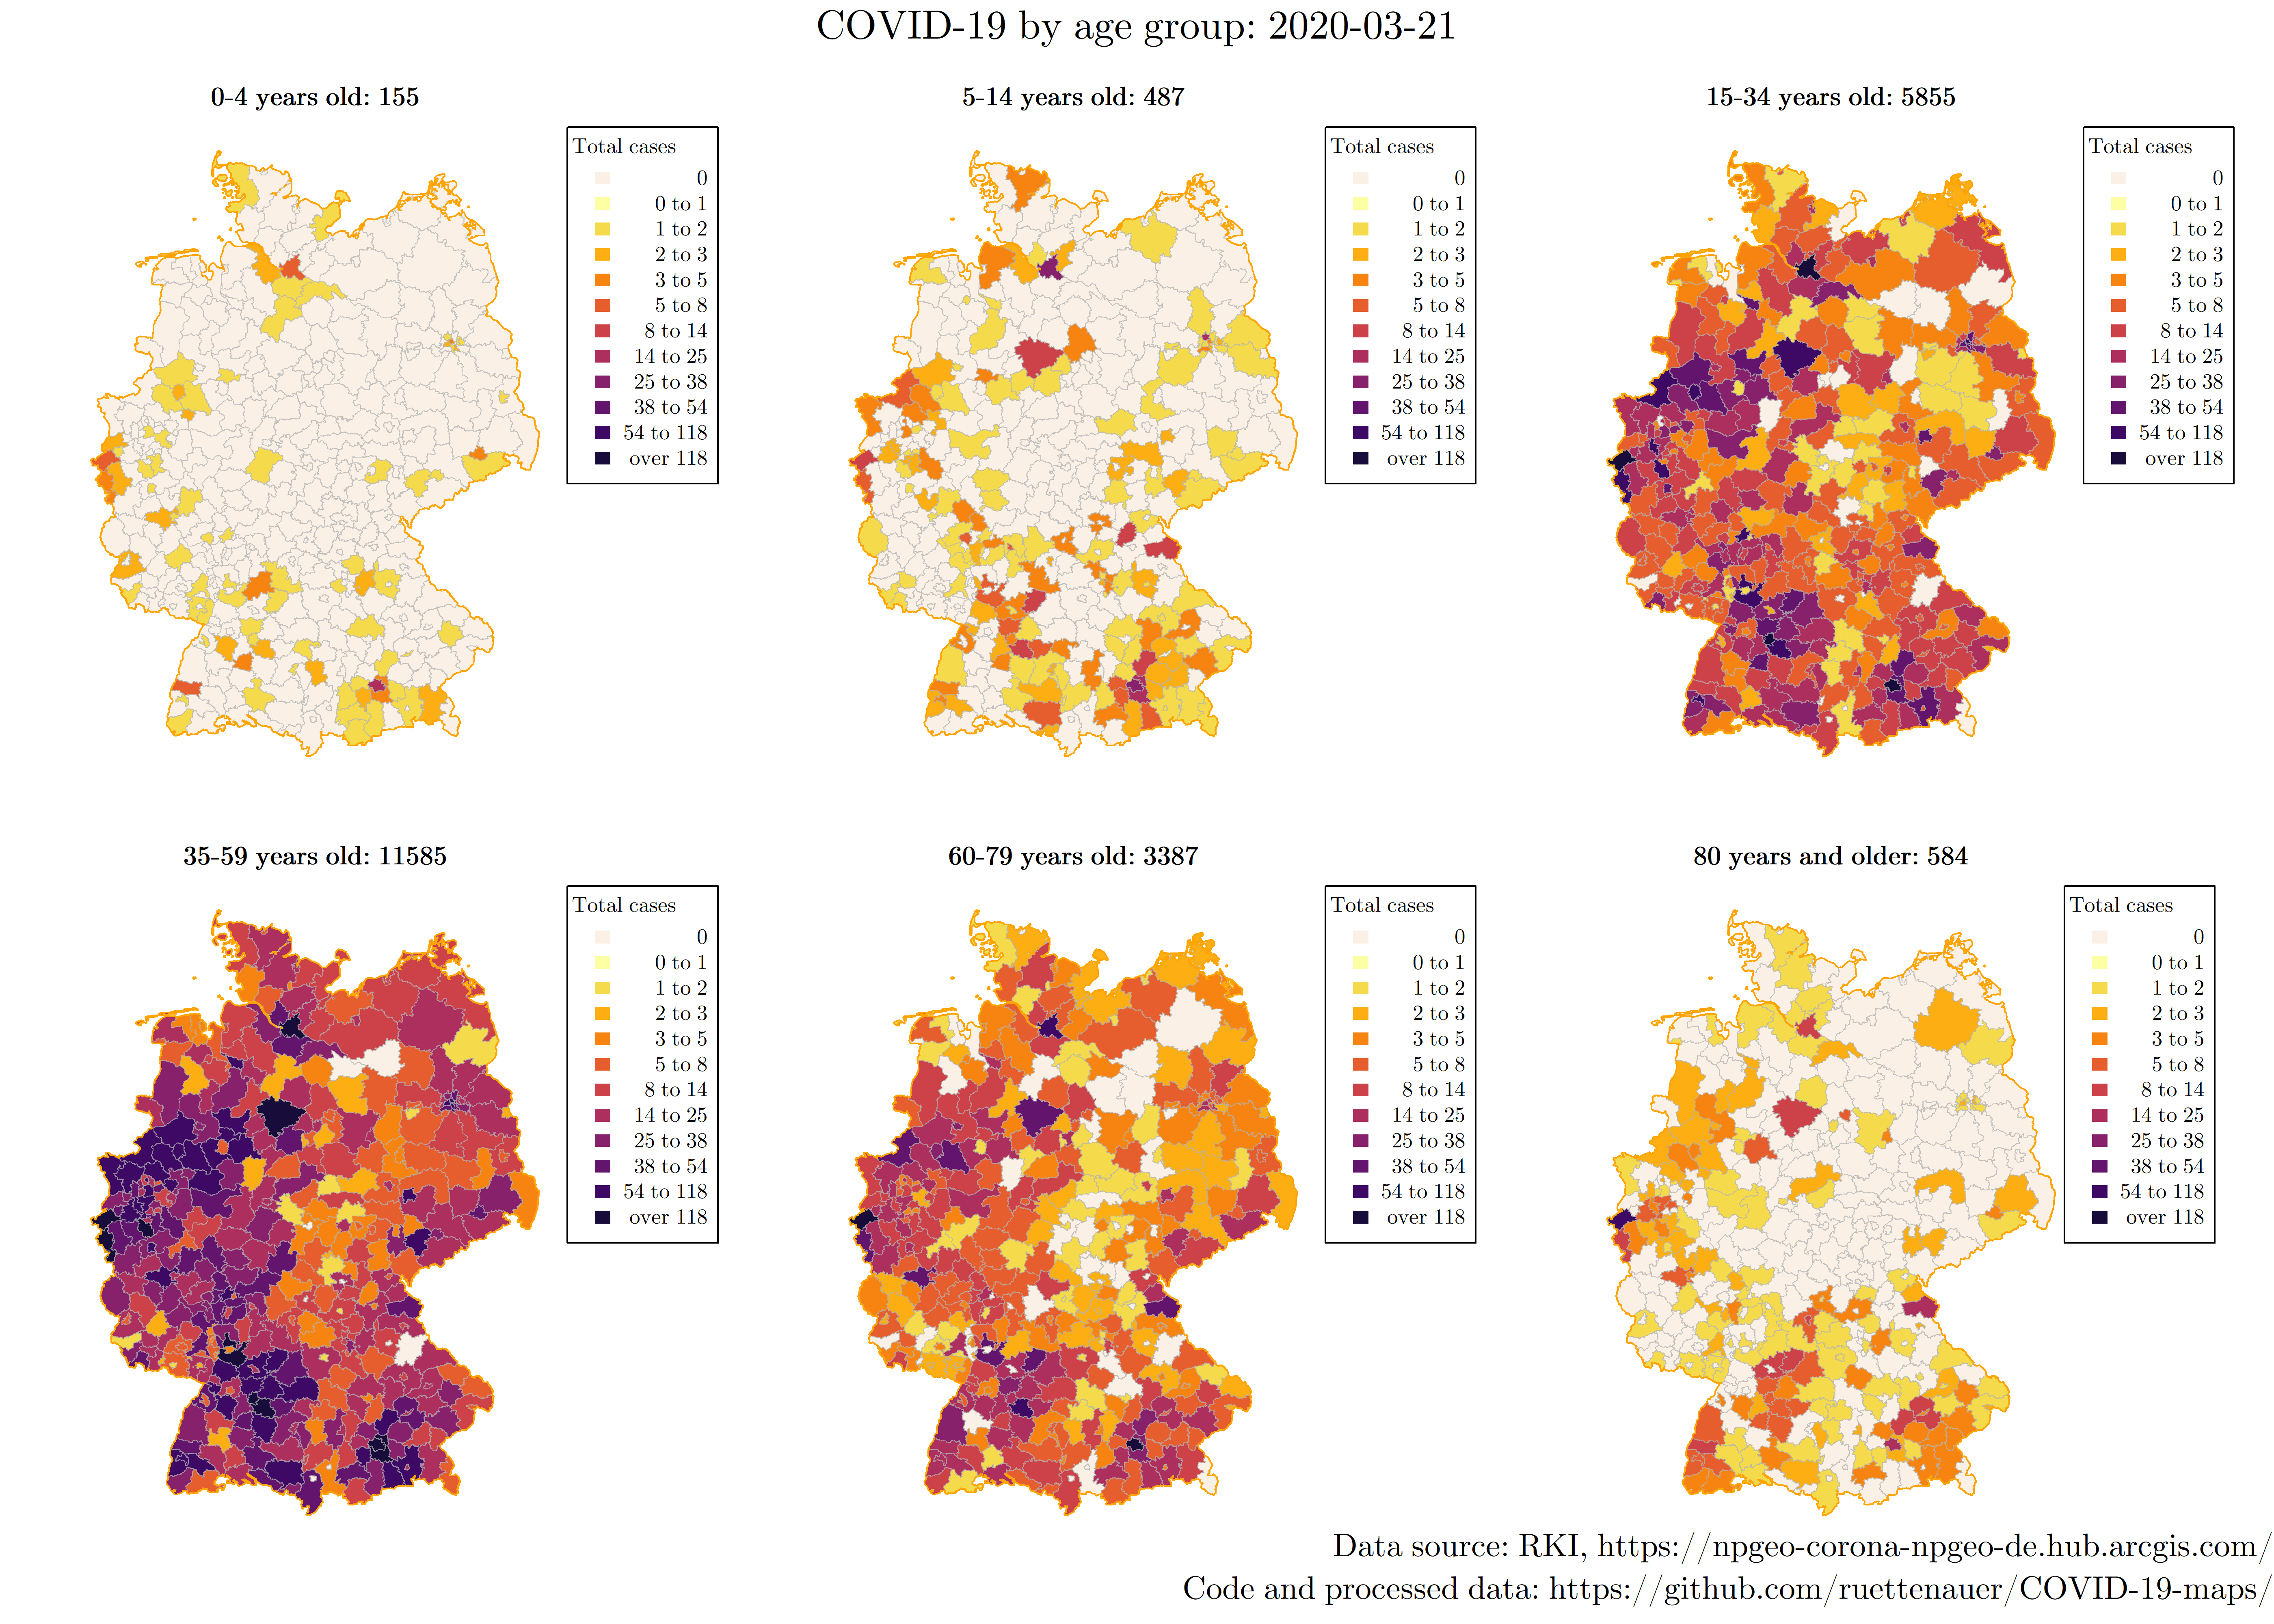 COVID-19 by age group: 2020-03-21
0-4 years old: 155
Total cases
0
0 to 1
1 to 2
2 to 3
3 to 5
5 to 8
8 to 14
14 to 25
25 to 38
38 to 54
54 to 118
over 118
5-14 years old: 487
Total cases
0
0 to 1
1 to 2
2 to 3
3 to 5
5 to 8
8 to 14
14 to 25
25 to 38
38 to 54
54 to 118
over 118
15-34 years old: 5855
Total cases
0
0 to 1
1 to 2
2 to 3
3 to 5
5 to 8
8 to 14
14 to 25
25 to 38
38 to 54
54 to 118
over 118
35-59 years old: 11585
Total cases
0
0 to 1
1 to 2
2 to 3
3 to 5
5 to 8
8 to 14
14 to 25
25 to 38
38 to 54
54 to 118
over 118
60-79 years old: 3387
Total cases
0
0 to 1
1 to 2
2 to 3
3 to 5
5 to 8
8 to 14
14 to 25
25 to 38
38 to 54
54 to 118
over 118
80 years and older: 584
Total cases
0
0 to 1
1 to 2
2 to 3
3 to 5
5 to 8
8 to 14
14 to 25
25 to 38
38 to 54
54 to 118
over 118
Data source: RKI, https://npgeo-corona-npgeo-de.hub.arcgis.com/
Code and processed data: https://github.com/ruettenauer/COVID-19-maps/